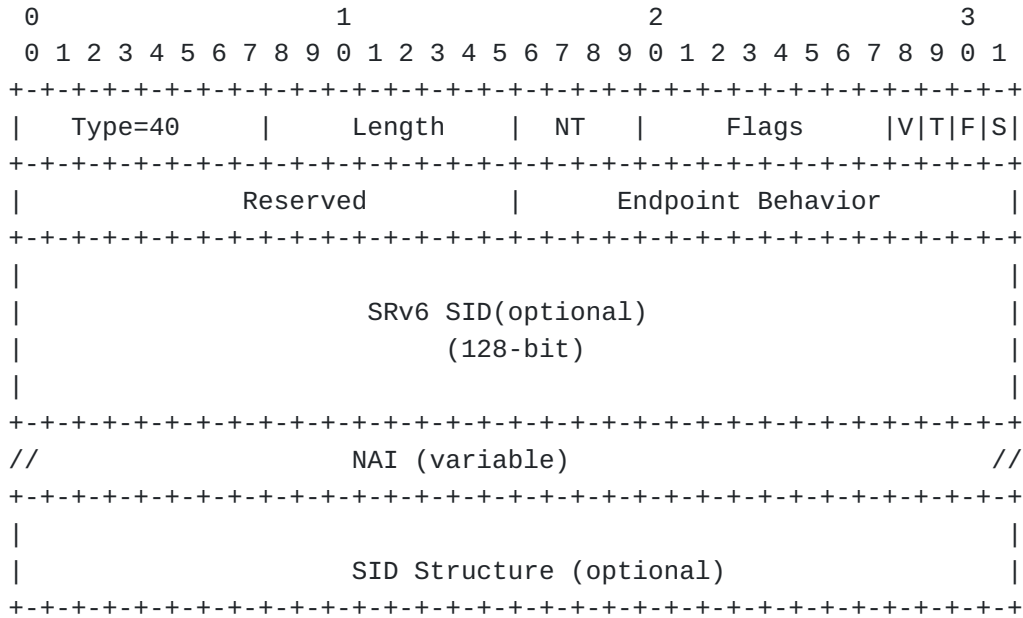 0                   1                   2                   3
 0 1 2 3 4 5 6 7 8 9 0 1 2 3 4 5 6 7 8 9 0 1 2 3 4 5 6 7 8 9 0 1
+-+-+-+-+-+-+-+-+-+-+-+-+-+-+-+-+-+-+-+-+-+-+-+-+-+-+-+-+-+-+-+-+
|   Type=40     |     Length    |  NT   |     Flags     |V|T|F|S|
+-+-+-+-+-+-+-+-+-+-+-+-+-+-+-+-+-+-+-+-+-+-+-+-+-+-+-+-+-+-+-+-+
|              Reserved         |      Endpoint Behavior        |
+-+-+-+-+-+-+-+-+-+-+-+-+-+-+-+-+-+-+-+-+-+-+-+-+-+-+-+-+-+-+-+-+
|                                                               |
|                      SRv6 SID(optional)                       |
|                           (128-bit)                           |
|                                                               |
+-+-+-+-+-+-+-+-+-+-+-+-+-+-+-+-+-+-+-+-+-+-+-+-+-+-+-+-+-+-+-+-+
//                    NAI (variable)                           //
+-+-+-+-+-+-+-+-+-+-+-+-+-+-+-+-+-+-+-+-+-+-+-+-+-+-+-+-+-+-+-+-+
|                                                               |
|                     SID Structure (optional)                  |
+-+-+-+-+-+-+-+-+-+-+-+-+-+-+-+-+-+-+-+-+-+-+-+-+-+-+-+-+-+-+-+-+